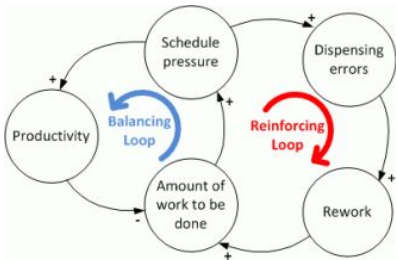 Schedule
pressure
+
Dispensing
errors
+
Productivity
Balancing
Loop
+
Reinforcing
Loop
+
Amount of
work to be
done
-
Rework
+